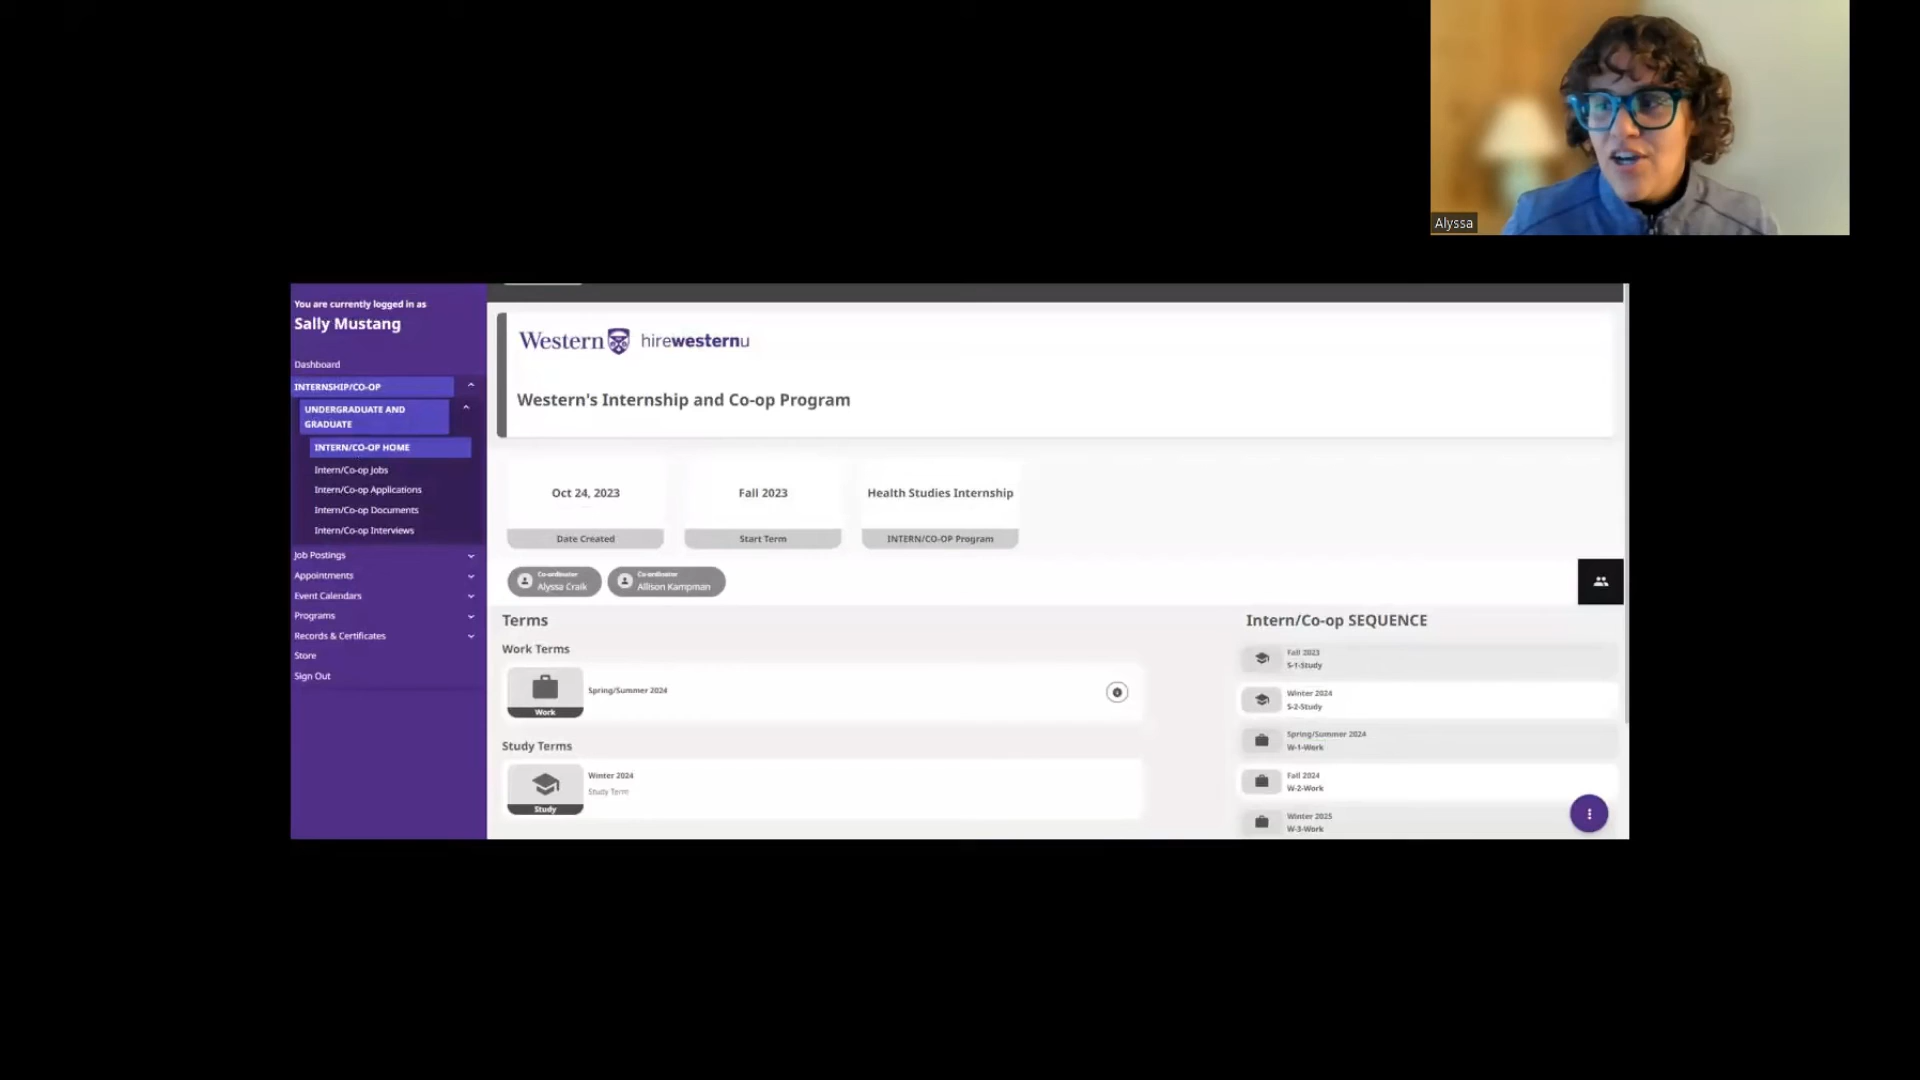 Alyssa
You are currently logged in as
Sally Mustang
Dashboard
INTERNSHIP/CO-OP
UNDERGRADUATE AND
GRADUATE
INTERN/CO-OP HOME
Intern/Co-op Jobs
Intern/Co-op Applications
Intern/Co-op Documents
Intern/Co-op Interviews
Job Postings
Appointments
Event Calendars
Programs
Records & Certificates
Store
Sign Out
Western hirewesternu
Western's Internship and Co-op Program
Oct 24, 2023
Date Created
Fall 2023
Start Term
Health Studies Internship
INTERN/CO-OP Program
Co-ordinator
Alyssa Craik
Co-ordinator
Allison Kampman
Terms
Work Terms
Work
Spring/Summer 2024
Study Terms
Study
Winter 2024
Study Term
Intern/Co-op SEQUENCE
Fall 2023
S-1-Study
Winter 2024
S-2-Study
Spring/Summer 2024
W-1-Work
Fall 2024
W-2-Work
Winter 2025
W-3-Work